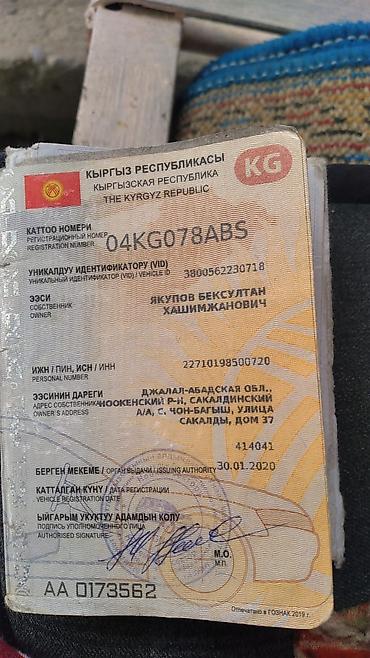 КЫРГЫЗ РЕСПУБЛИКАСЫ
КЫРГЫЗСКАЯ РЕСПУБЛИКА
THE KYRGYZ REPUBLIC
KG
КАТТОО НОМЕРИ
РЕГИСТРАЦИОННЫЙ НОМЕР
REGISTRATION NUMBER
04KG078ABS
УНИКАЛДУУ ИДЕНТИФИКАТОРУ (VID)
УНИКАЛЬНЫЙ ИДЕНТИФИКАТОР (VID) / VEHICLE ID
3800562230718
ЭЭСИ
СОБСТВЕННИК
OWNER
ЯКУПОВ БЕКСУЛТАН
ХАШИМЖАНОВИЧ
ИЖН / ПИН, ИСН / ИНН
PERSONAL NUMBER
22710198500720
ЭЭСИНИН ДАРЕГИ
АДРЕС СОБСТВЕННИКА
OWNER'S ADDRESS
ДЖАЛАЛ-АБАДСКАЯ ОБЛ.,
НООКЕНСКИЙ Р-Н, САКАЛДИНСКИЙ
А/А, С. ЧОН-БАГЫШ, УЛИЦА
САКАЛДЫ, ДОМ 37
414041
БЕРГЕН МЕКЕМЕ / ОРГАН ВЫДАЧИ / ISSUING AUTHORITY
30.01.2020
КАТТАЛГАН КҮНҮ / ДАТА РЕГИСТРАЦИИ
VEHICLE REGISTRATION DATE
ЫЙГАРЫМ УКУКТУУ АДАМДЫН КОЛУ
ПОДПИСЬ УПОЛНОМОЧЕННОГО ЛИЦА
AUTHORISED SIGNATURE
М.О.
М.П.
AA 0173562
Отпечатано в ГОЗНАК 2019 г.